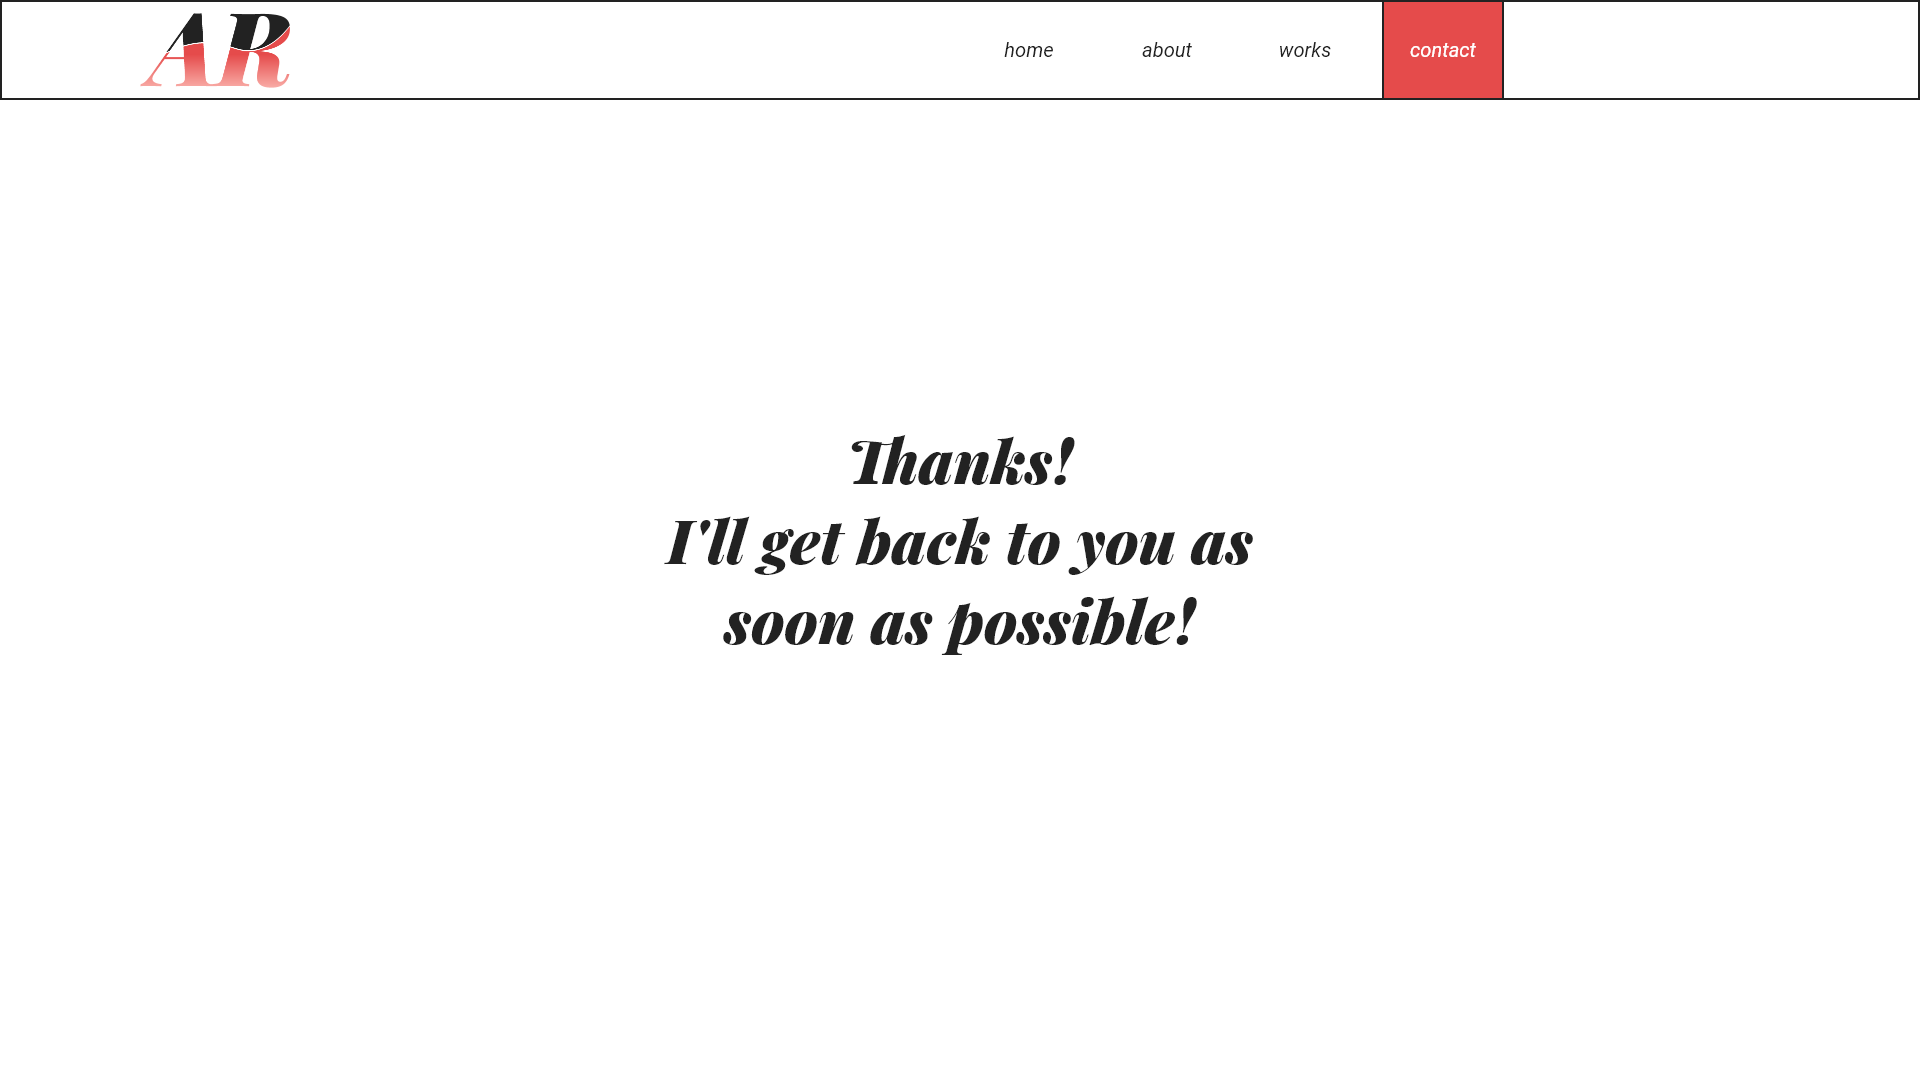 AR
home about works contact
Thanks!
I'll get back to you as
soon as possible!